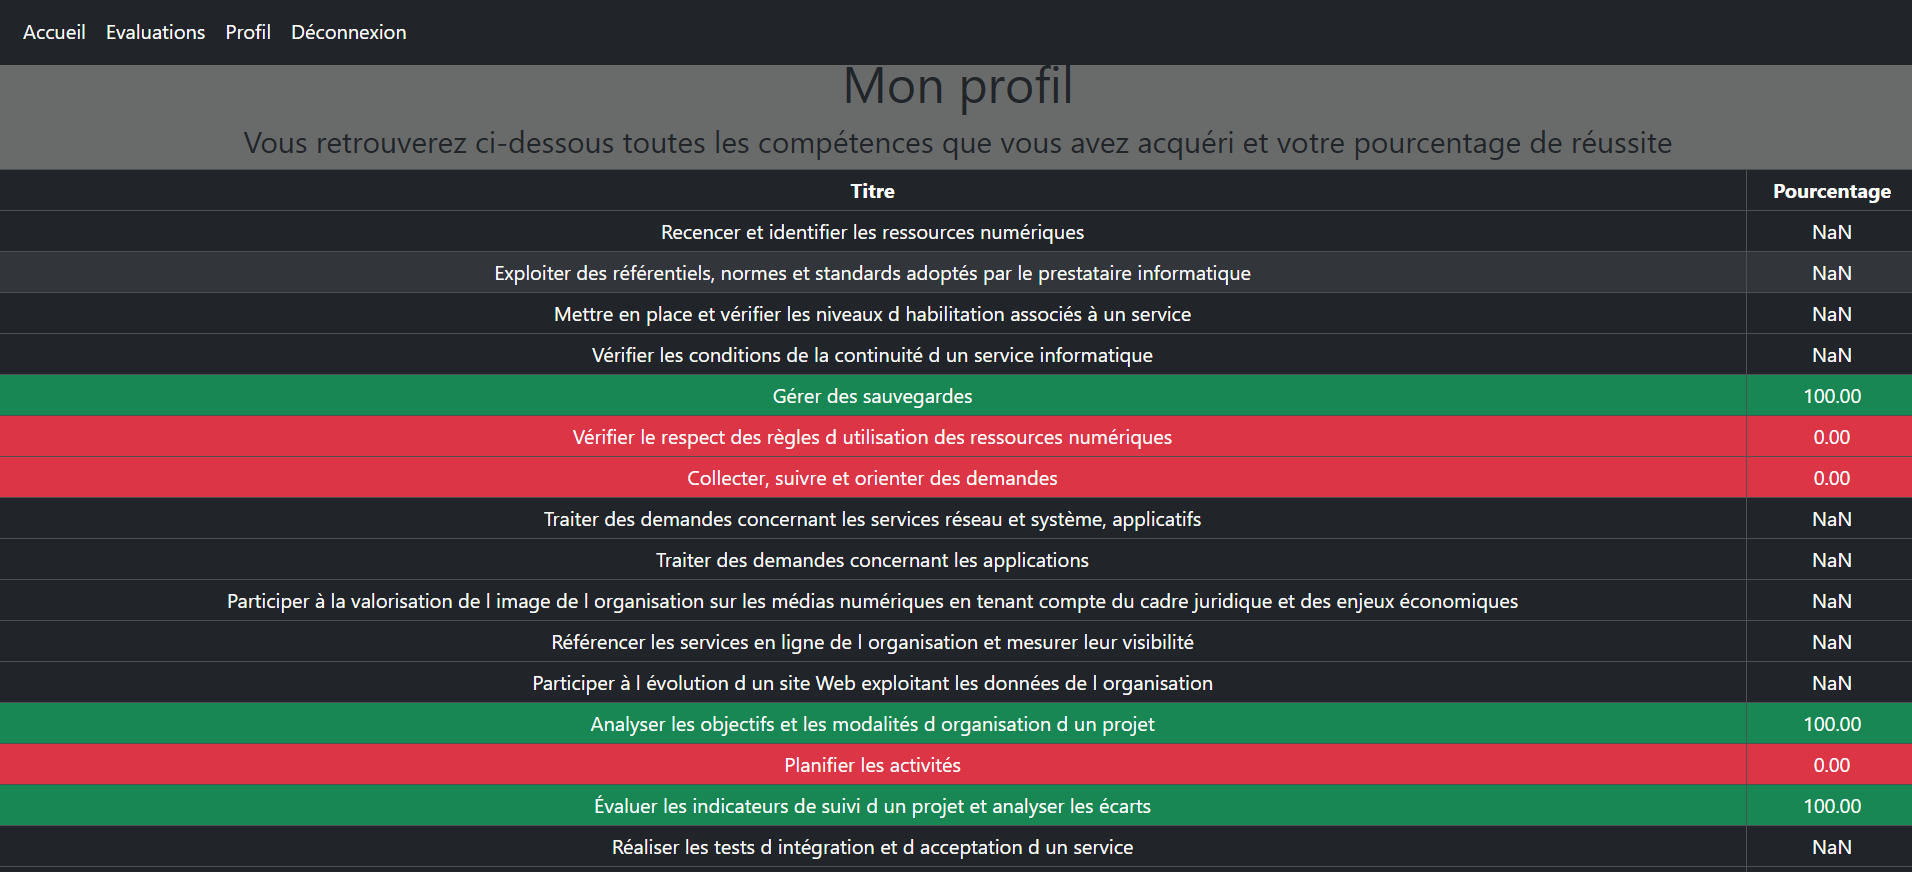 Accueil Evaluations Profil Déconnexion
Mon profil
Vous retrouverez ci-dessous toutes les compétences que vous avez acquéri et votre pourcentage de réussite
Titre Pourcentage
Recencer et identifier les ressources numériques NaN
Exploiter des référentiels, normes et standards adoptés par le prestataire informatique NaN
Mettre en place et vérifier les niveaux d habilitation associés à un service NaN
Vérifier les conditions de la continuité d un service informatique NaN
Gérer des sauvegardes 100.00
Vérifier le respect des règles d utilisation des ressources numériques 0.00
Collecter, suivre et orienter des demandes 0.00
Traiter des demandes concernant les services réseau et système, applicatifs NaN
Traiter des demandes concernant les applications NaN
Participer à la valorisation de l image de l organisation sur les médias numériques en tenant compte du cadre juridique et des enjeux économiques NaN
Référencer les services en ligne de l organisation et mesurer leur visibilité NaN
Participer à l évolution d un site Web exploitant les données de l organisation NaN
Analyser les objectifs et les modalités d organisation d un projet 100.00
Planifier les activités 0.00
Évaluer les indicateurs de suivi d un projet et analyser les écarts 100.00
Réaliser les tests d intégration et d acceptation d un service NaN